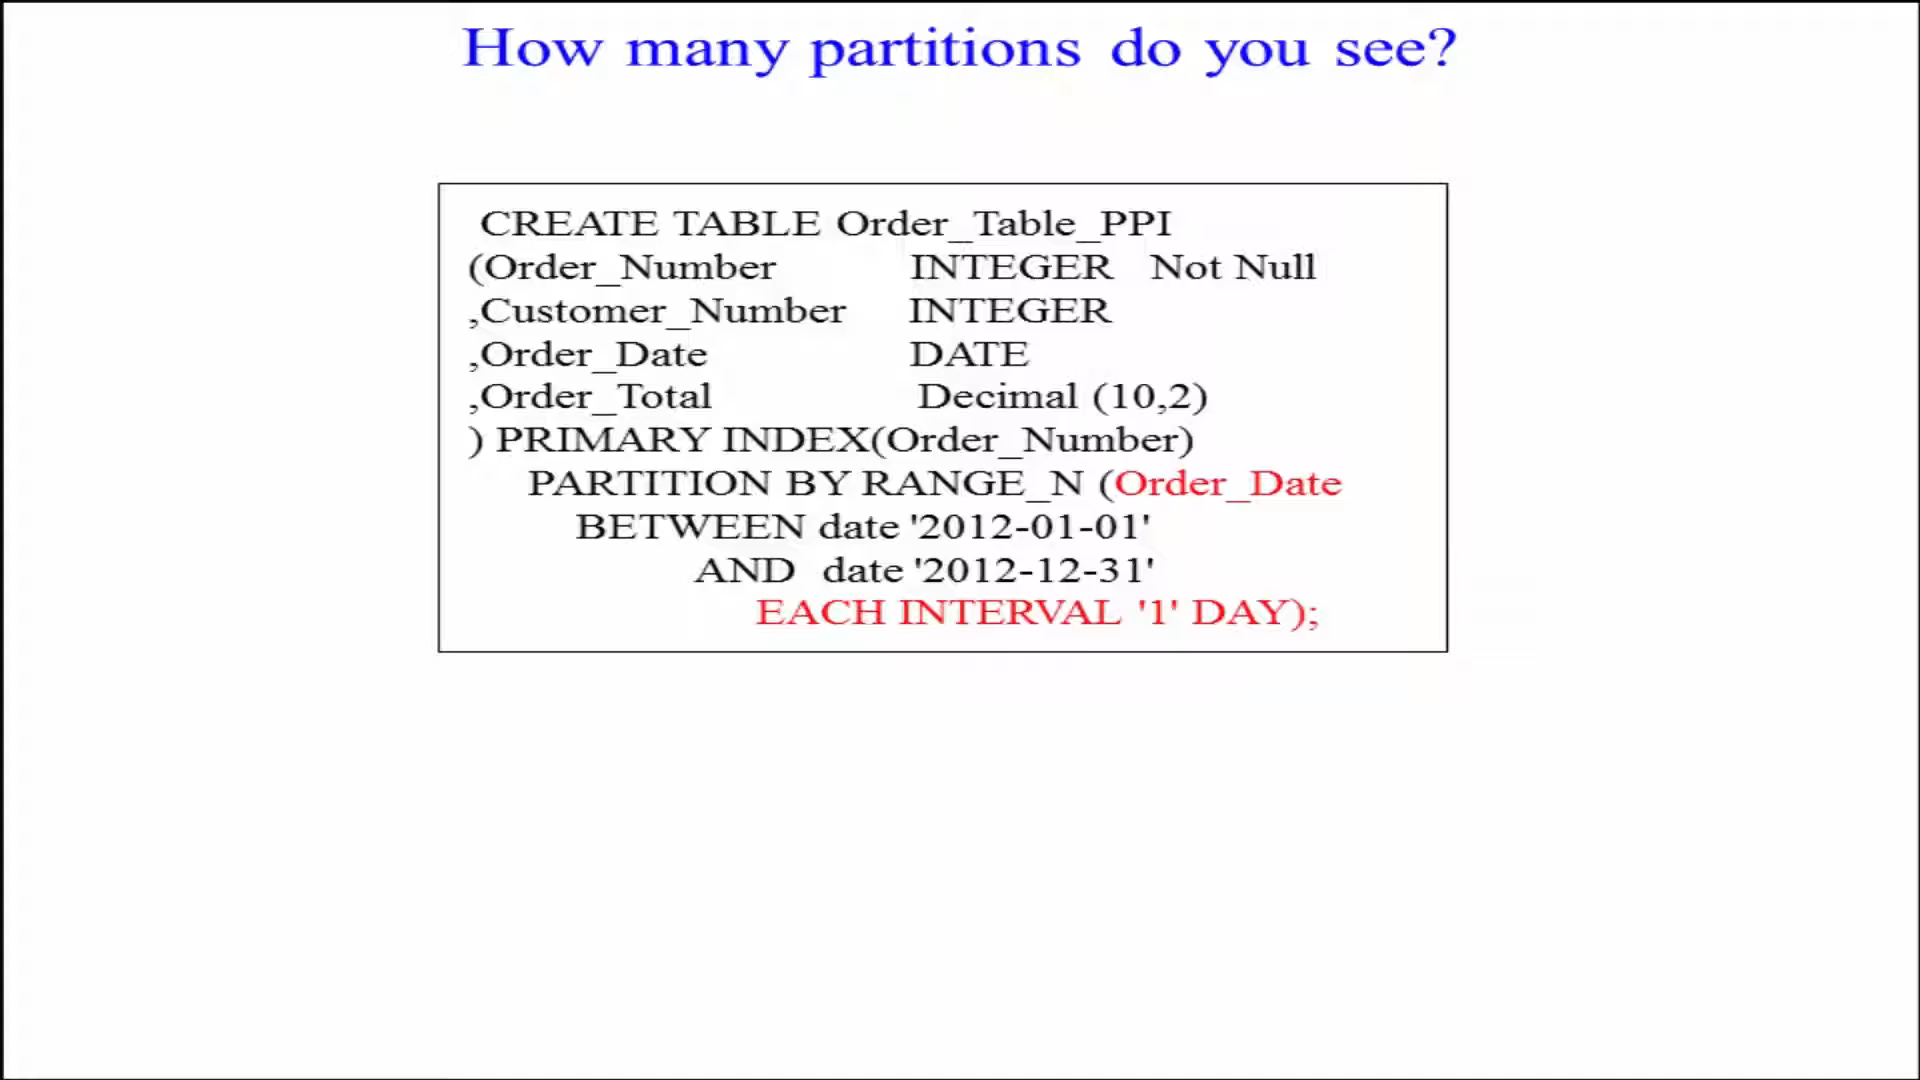 How many partitions do you see?
CREATE TABLE Order_Table_PPI
(Order_Number INTEGER Not Null
,Customer_Number INTEGER
,Order_Date DATE
,Order_Total Decimal (10,2)
) PRIMARY INDEX(Order_Number)
PARTITION BY RANGE_N (Order_Date
BETWEEN date '2012-01-01'
AND date '2012-12-31'
EACH INTERVAL '1' DAY);